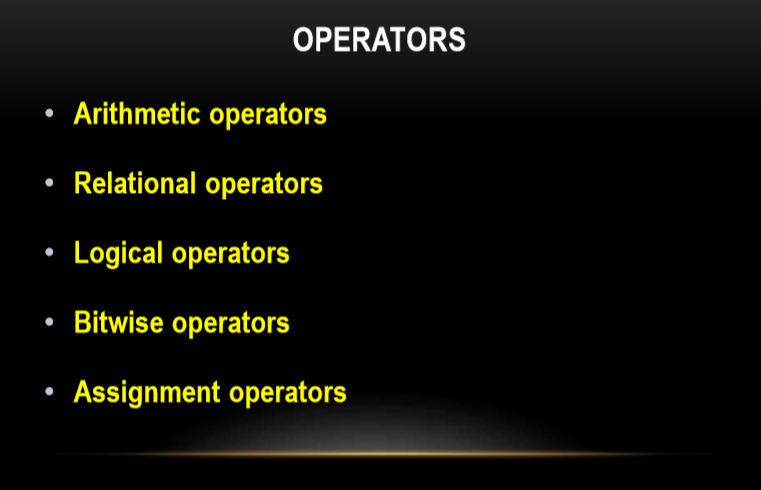 OPERATORS
• Arithmetic operators
• Relational operators
• Logical operators
• Bitwise operators
• Assignment operators